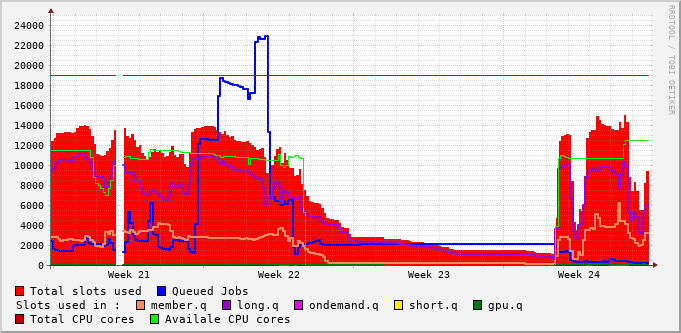 24000
22000
20000
18000
16000
14000
12000
10000
8000
6000
4000
2000
0
Week 21 Week 22 Week 23 Week 24
RRDTOOL / TOBI OETIKER
Total slots used Queued Jobs
Slots used in : member.q long.q ondemand.q short.q gpu.q
Total CPU cores Availale CPU cores